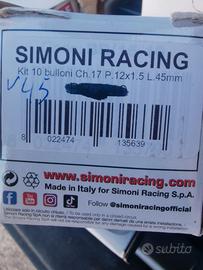 SIMONI RACING
Kit 10 bulloni Ch.17 P.12x1.5 L.45mm
V45
8 022474 135639
www.simoniracing.com
Made in Italy for Simoni Racing S.p.A.
@simoniracingofficial
subito